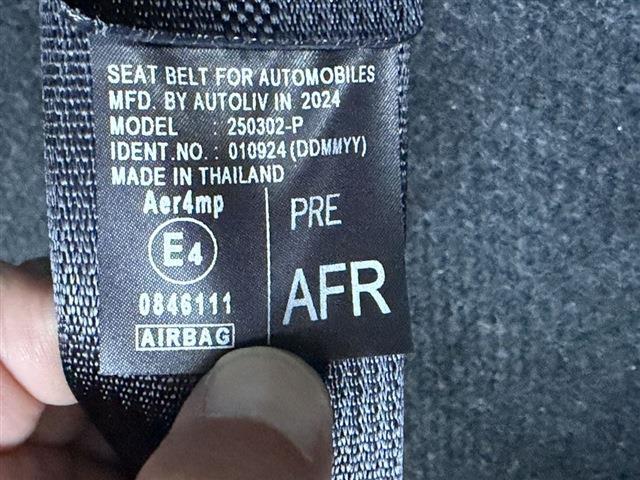 SEAT BELT FOR AUTOMOBILES
MFD. BY AUTOLIV IN 2024
MODEL : 250302-P
IDENT.NO. : 010924 (DDMMYY)
MADE IN THAILAND
Aer4mp
E4
0846111
AIRBAG
PRE
AFR